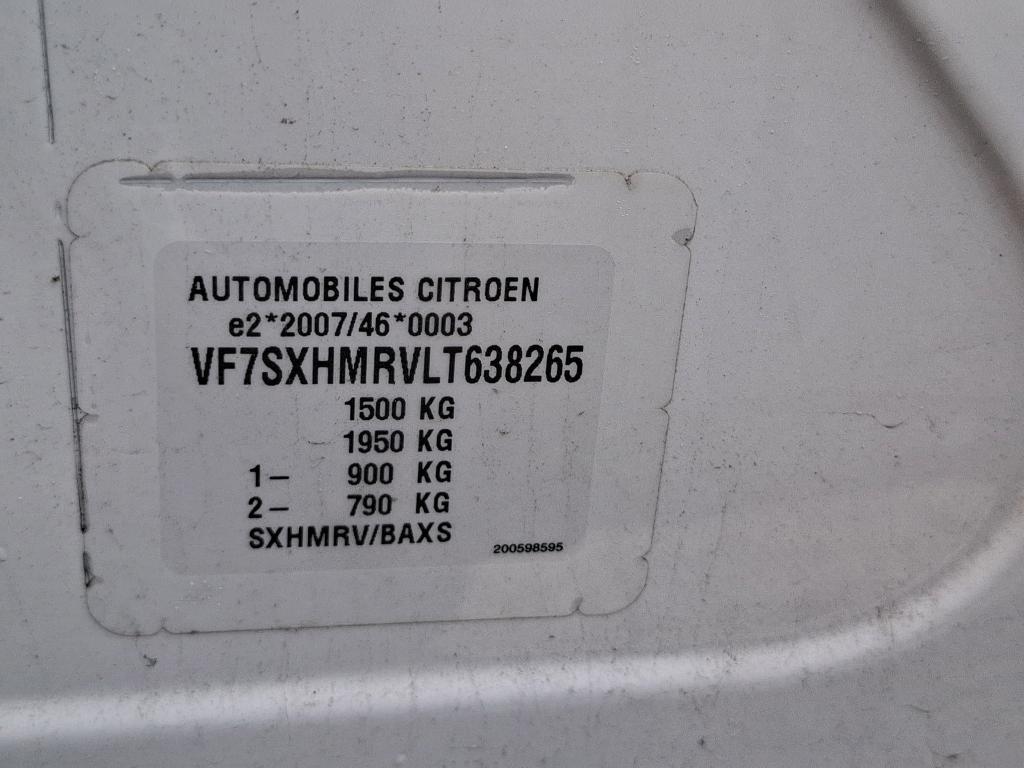 AUTOMOBILES CITROEN
e2*2007/46*0003
VF7SXHMRVLT638265
1500 KG
1950 KG
1- 900 KG
2- 790 KG
SXHMRV/BAXS
200598595